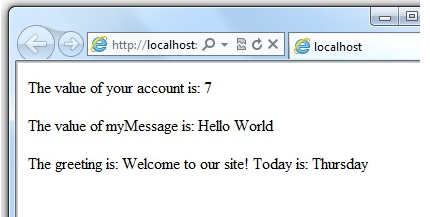 http://localhost:
localhost
The value of your account is: 7
The value of myMessage is: Hello World
The greeting is: Welcome to our site! Today is: Thursday